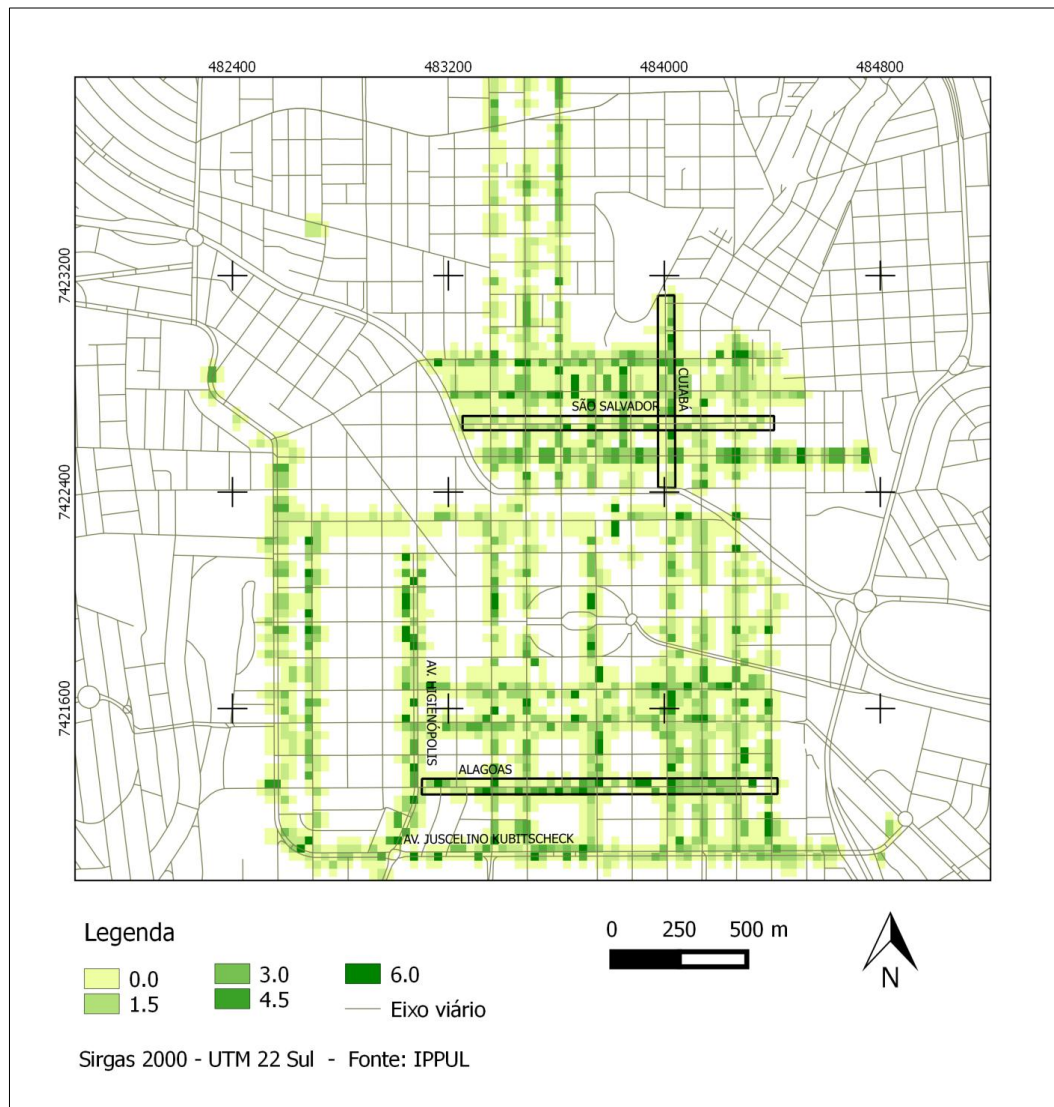 482400 483200 484000 484800
7423200
7422400
7421600
CUIABÁ
SÃO SALVADOR
AV. HIGIENÓPOLIS
ALAGOAS
AV. JUSCELINO KUBITSCHECK
Legenda
0.0
1.5
3.0
4.5
6.0
Eixo viário
0 250 500 m
N
Sirgas 2000 - UTM 22 Sul - Fonte: IPPUL